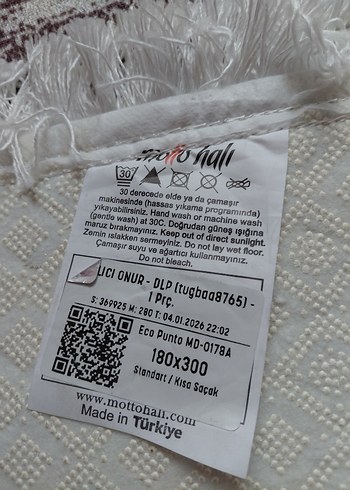 motto halı
30
30 derecede elde ya da çamaşır
makinesinde (hassas yıkama programında)
yıkayabilirsiniz. Hand wash or machine wash
(gentle wash) at 30C. Doğrudan güneş ışığına
maruz bırakmayınız. Keep out of direct sunlight.
Zemin ıslakken sermeyiniz. Do not lay wet floor.
Çamaşır suyu ve ağartıcı kullanmayınız.
Do not bleach.
UCI ONUR - DLP (tugbaa8765) -
1 Prç.
S: 369925 M: 280 T: 04.01.2026 22:02
Eco Punto MD-0178A
180x300
Standart / Kısa Saçak
www.mottohali.com
Made in Türkiye